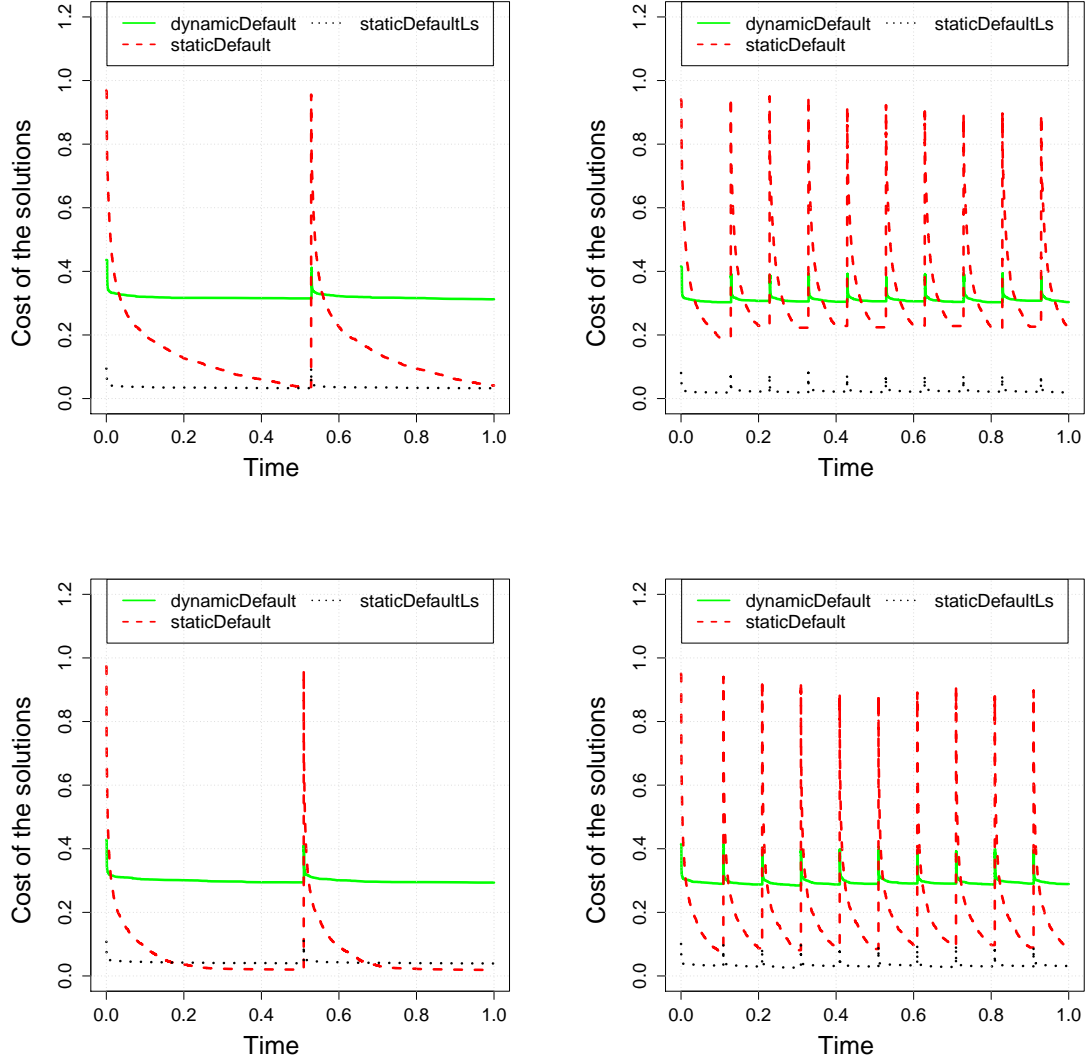 dynamicDefault staticDefaultLs
staticDefault
Cost of the solutions
0.0 0.2 0.4 0.6 0.8 1.0 1.2
0.0 0.2 0.4 0.6 0.8 1.0
Time
dynamicDefault staticDefaultLs
staticDefault
Cost of the solutions
0.0 0.2 0.4 0.6 0.8 1.0 1.2
0.0 0.2 0.4 0.6 0.8 1.0
Time
dynamicDefault staticDefaultLs
staticDefault
Cost of the solutions
0.0 0.2 0.4 0.6 0.8 1.0 1.2
0.0 0.2 0.4 0.6 0.8 1.0
Time
dynamicDefault staticDefaultLs
staticDefault
Cost of the solutions
0.0 0.2 0.4 0.6 0.8 1.0 1.2
0.0 0.2 0.4 0.6 0.8 1.0
Time